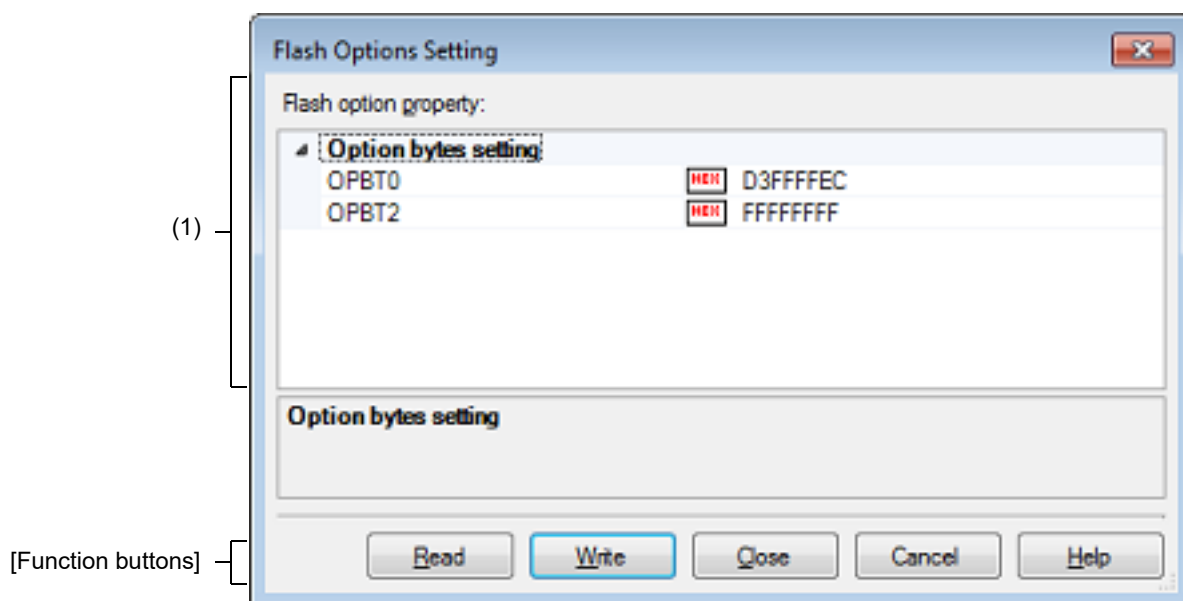 Flash Options Setting
Flash option property:
Option bytes setting
OPBT0 HEX D3FFFFEC
OPBT2 HEX FFFFFFFF
(1)
Option bytes setting
[Function buttons]
Read Write Close Cancel Help